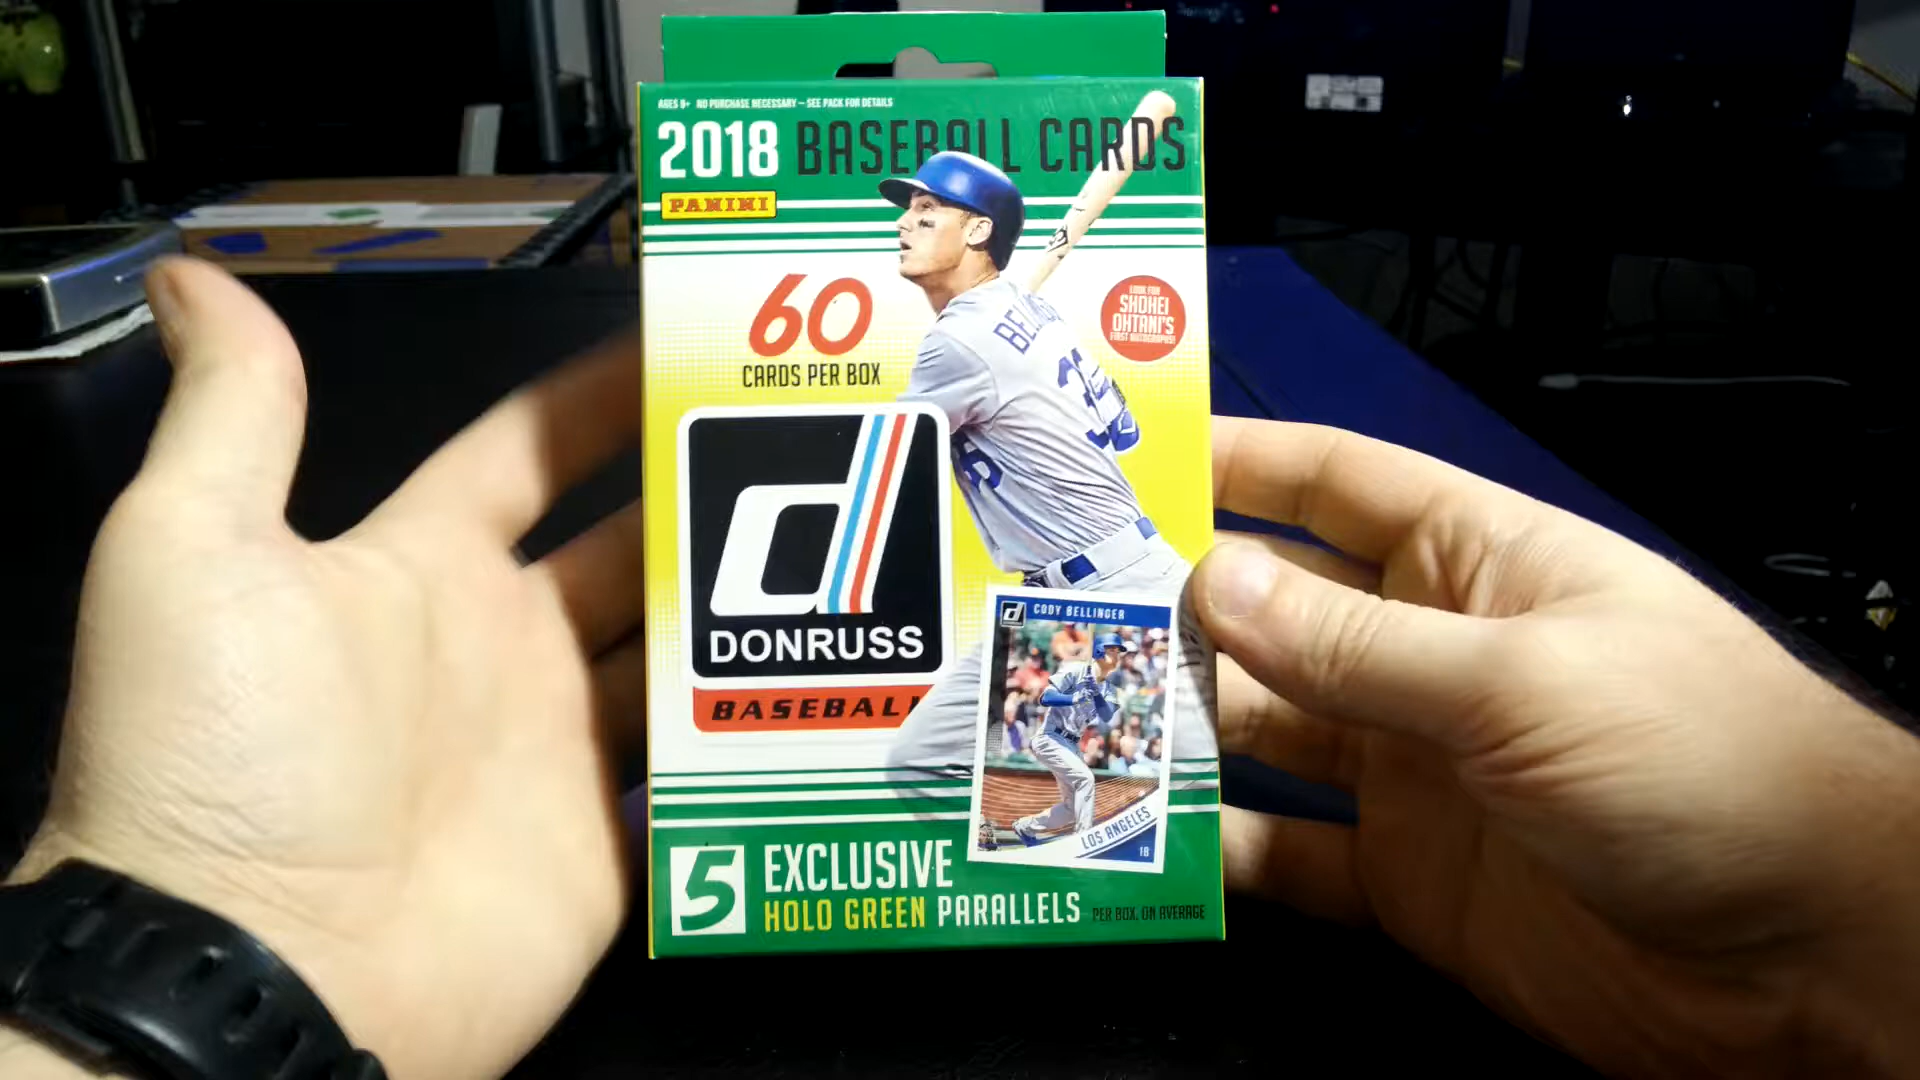 AGES 9+ NO PURCHASE NECESSARY – SEE PACK FOR DETAILS
2018 BASEBALL CARDS
PANINI
60
CARDS PER BOX
LOOK FOR
SHOHEI
OHTANI'S
FIRST AUTOGRAPHS!
35
d
DONRUSS
BASEBALL
d CODY BELLINGER
LOS ANGELES
1B
5 EXCLUSIVE
HOLO GREEN PARALLELS PER BOX, ON AVERAGE